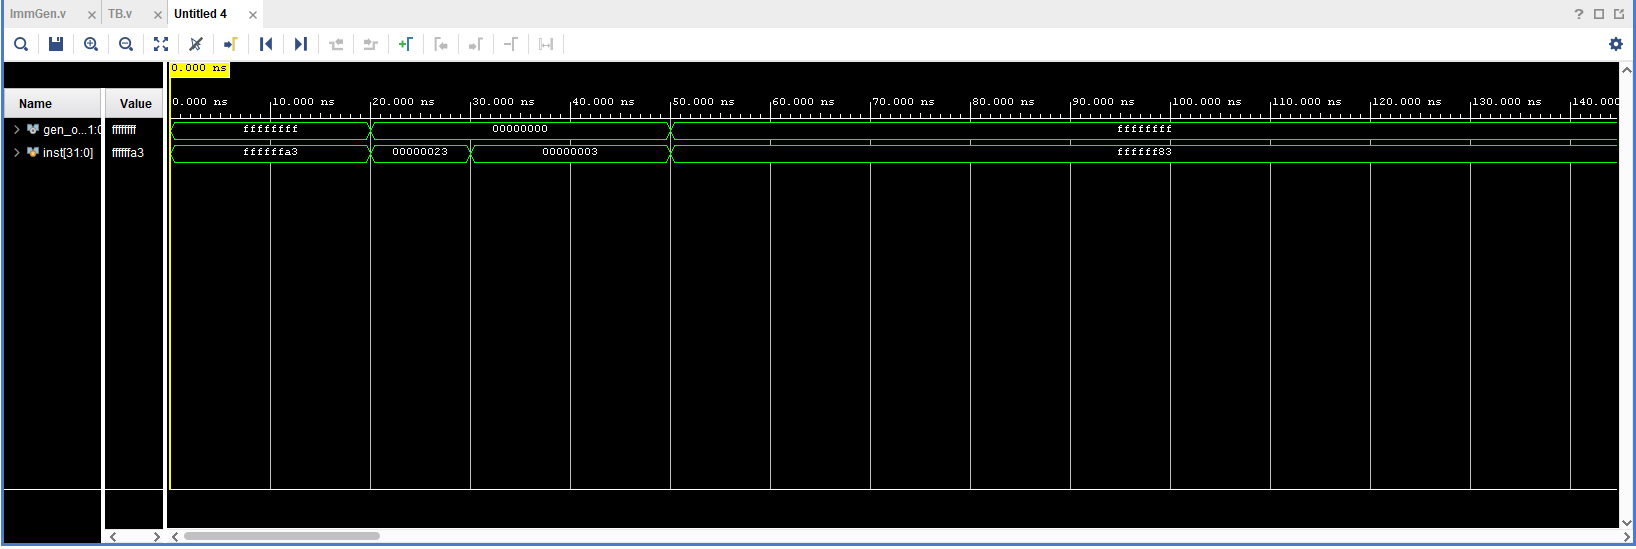 ImmGen.v TB.v Untitled 4
0.000 ns
Name Value
0.000 ns 10.000 ns 20.000 ns 30.000 ns 40.000 ns 50.000 ns 60.000 ns 70.000 ns 80.000 ns 90.000 ns 100.000 ns 110.000 ns 120.000 ns 130.000 ns 140.000
gen_o...1:0 ffffffff ffffffff 00000000 ffffffff
inst[31:0] ffffffa3 ffffffa3 00000023 00000003 ffffff83